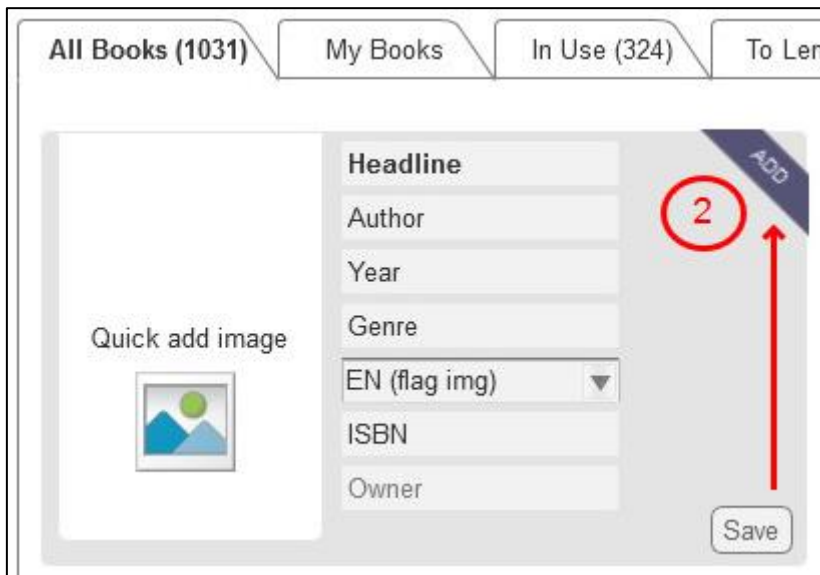 All Books (1031) My Books In Use (324) To Len
Headline
ADD
Author
2
Year
Genre
Quick add image
EN (flag img)
ISBN
Owner
Save